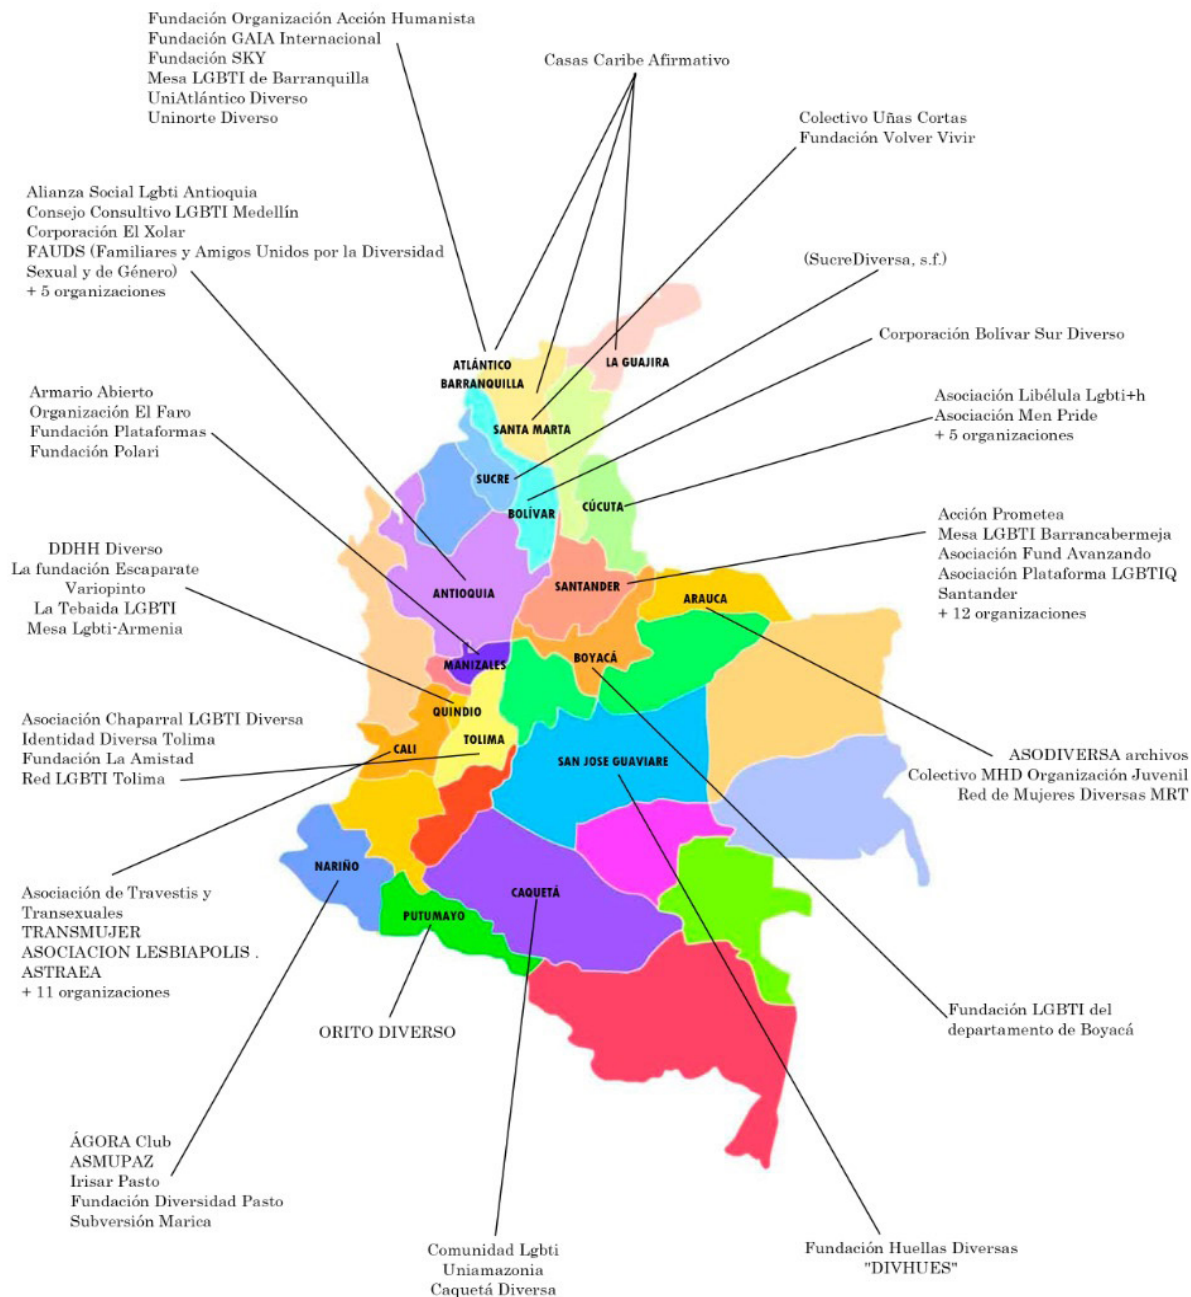 Fundación Organización Acción Humanista
Fundación GAIA Internacional
Fundación SKY
Mesa LGBTI de Barranquilla
UniAtlántico Diverso
Uninorte Diverso
Casas Caribe Afirmativo
Colectivo Uñas Cortas
Fundación Volver Vivir
Alianza Social Lgbti Antioquia
Consejo Consultivo LGBTI Medellín
Corporación El Xolar
FAUDS (Familiares y Amigos Unidos por la Diversidad
Sexual y de Género)
+ 5 organizaciones
(SucreDiversa, s.f.)
Corporación Bolívar Sur Diverso
ATLÁNTICO
BARRANQUILLA
LA GUAJIRA
SANTA MARTA
Armario Abierto
Organización El Faro
Fundación Plataformas
Fundación Polari
Asociación Libélula Lgbti+h
Asociación Men Pride
+ 5 organizaciones
SUCRE
BOLÍVAR
CÚCUTA
Acción Prometea
Mesa LGBTI Barrancabermeja
Asociación Fund Avanzando
Asociación Plataforma LGBTIQ
Santander
+ 12 organizaciones
DDHH Diverso
La fundación Escaparate
Variopinto
La Tebaida LGBTI
Mesa Lgbti-Armenia
ANTIOQUIA
SANTANDER
ARAUCA
MANIZALES
BOYACÁ
QUINDIO
TOLIMA
CALI
SAN JOSE GUAVIARE
Asociación Chaparral LGBTI Diversa
Identidad Diversa Tolima
Fundación La Amistad
Red LGBTI Tolima
ASODIVERSA archivos
Colectivo MHD Organización Juvenil
Red de Mujeres Diversas MRT
NARIÑO
CAQUETÁ
PUTUMAYO
Asociación de Travestis y
Transexuales
TRANSMUJER
ASOCIACION LESBIAPOLIS .
ASTRAEA
+ 11 organizaciones
ORITO DIVERSO
Fundación LGBTI del
departamento de Boyacá
ÁGORA Club
ASMUPAZ
Irisar Pasto
Fundación Diversidad Pasto
Subversión Marica
Comunidad Lgbti
Uniamazonia
Caquetá Diversa
Fundación Huellas Diversas
"DIVHUES"